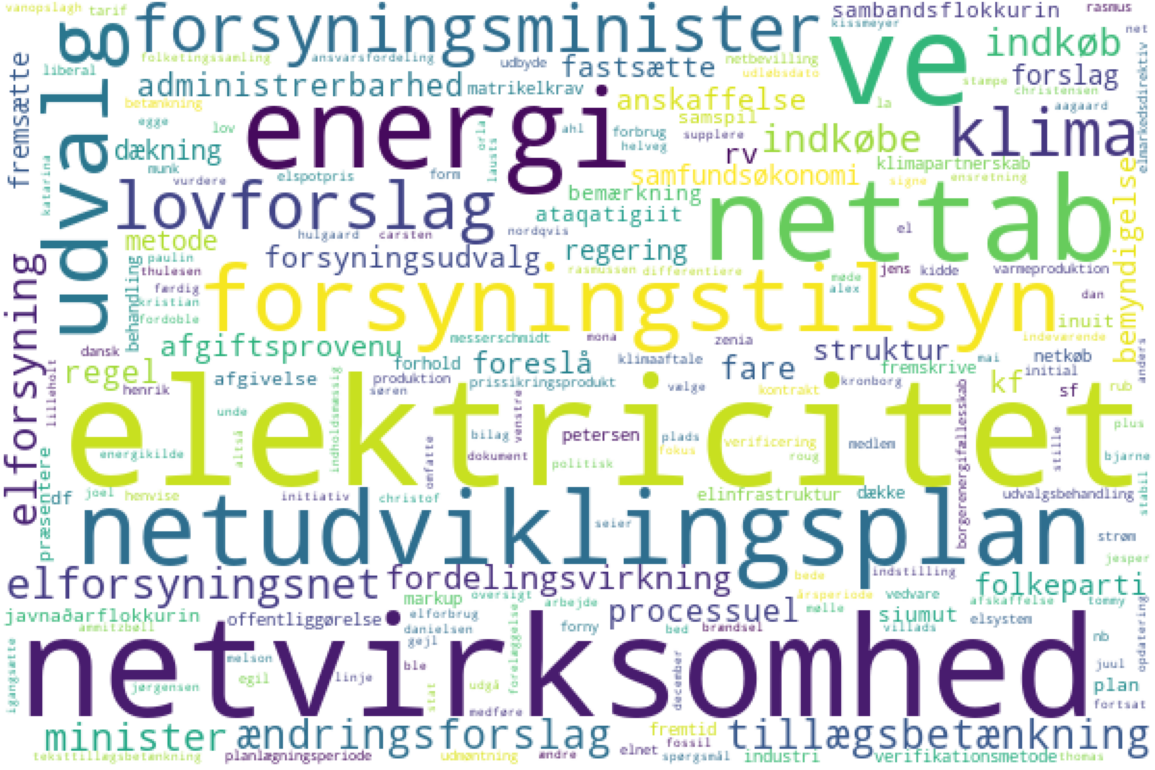 vanopslagh tarif
forsyningsminister
sambandsflokkurin
rasmus
kissmeyer
net
udvalg
ve
indkøb
folketingssamling
ansvarsfordeling
udbyde
netbevilling
liberal
fastsætte
udløbsdato
forslag
administrerbarhed
matrikelkrav
stampe
christensen
fremsætte
betænkning
energi
anskaffelse
la
aagaard
elmarkedsdirektiv
samspil
klima
egge
lov
orla
ahl
forbrug
supplere
indkøbe
helveg
dækning
lausts
rv
klimapartnerskab
munk
vurdere
elspotpris
form
samfundsøkonomi
signe
ensretning
katarina
lovforslag
bemærkning
nettab
bemyndigelse
ataqatigiit
metode
hulgaard
carsten
nordqvis
el
paulin
forsyningsudvalg
regering
thulesen
behandling
rasmussen
differentiere
møde
jens
kidde
varmeproduktion
elforsyning
færdig
forsyningstilsyn
alex
dan
kristian
fordoble
inuit
messerschmidt
mona
zenia
indeværende
dansk
afgiftsprovenu
struktur
anders
lilleholt
forhold
foreslå
klimaaftale
mai
netkøb
regel
afgivelse
produktion
prissikringsprodukt
fare
fremskrive
initial
henrik
søren
vælge
kontrakt
kronborg
kf
sf
rub
elektricitet
unde
altså
indholdsmæssig
venstre
plus
energikilde
bilag
petersen
plads
verificering
medlem
borgerenergifællesskab
stille
omfatte
dokument
fokus
roug
bjarne
præsentere
politisk
df
joel
henvise
initiativ
christof
elinfrastruktur
dække
udvalgsbehandling
stabil
netudviklingsplan
seier
strøm
jesper
elforsyningsnet
fordelingsvirkning
bede
indstilling
folkeparti
årsperiode
vedvare
afskaffelse
tommy
javnaðarflokkurin
markup
oversigt
arbejde
processuel
mølle
siumut
ammitzbøll
offentliggørelse
elforbrug
danielsen
forny
bed
brændsel
villads
elsystem
nb
opdatering
gejl
forelæggelse
netvirksomhed
igangsætte
melson
ble
juul
jørgensen
egil
linje
stat
udgå
december
plan
medføre
fortsat
minister
ændringsforslag
fremtid
tillægsbetænkning
teksttillægsbetænkning
planlægningsperiode
udmøntning
ændre
elnet
fossil
spørgsmål
industri
verifikationsmetode
thomas